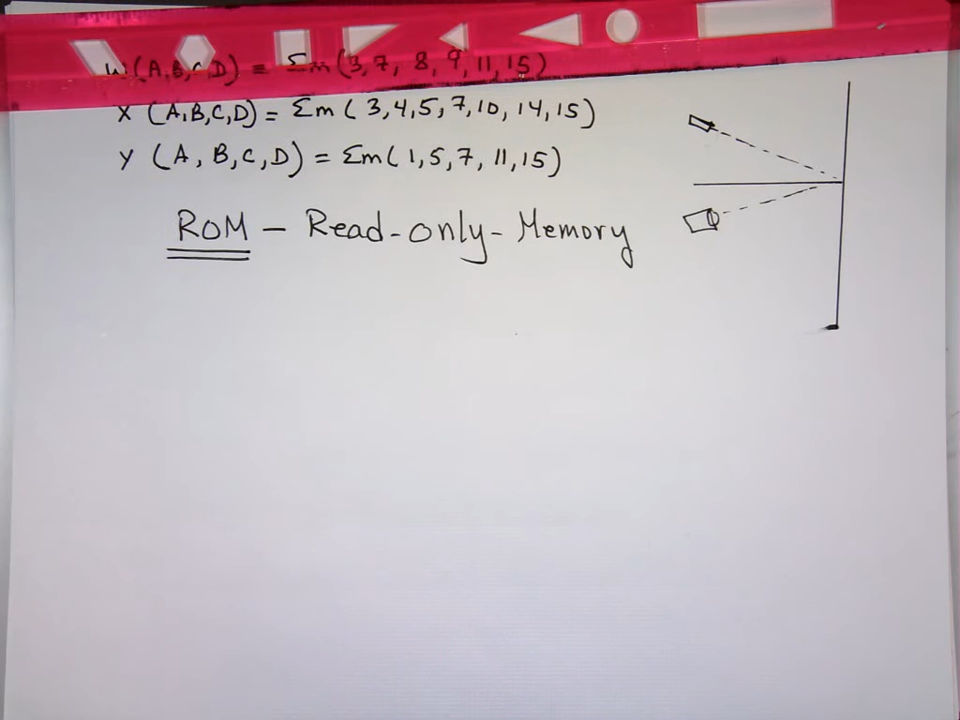 W(A,B,C,D) = Σm(3,7, 8, 9, 11, 15)
X (A,B,C,D) = Σm ( 3,4,5,7,10, 14,15)
Y (A, B,C,D) = Σm( 1,5,7, 11,15)
ROM - Read-only-Memory